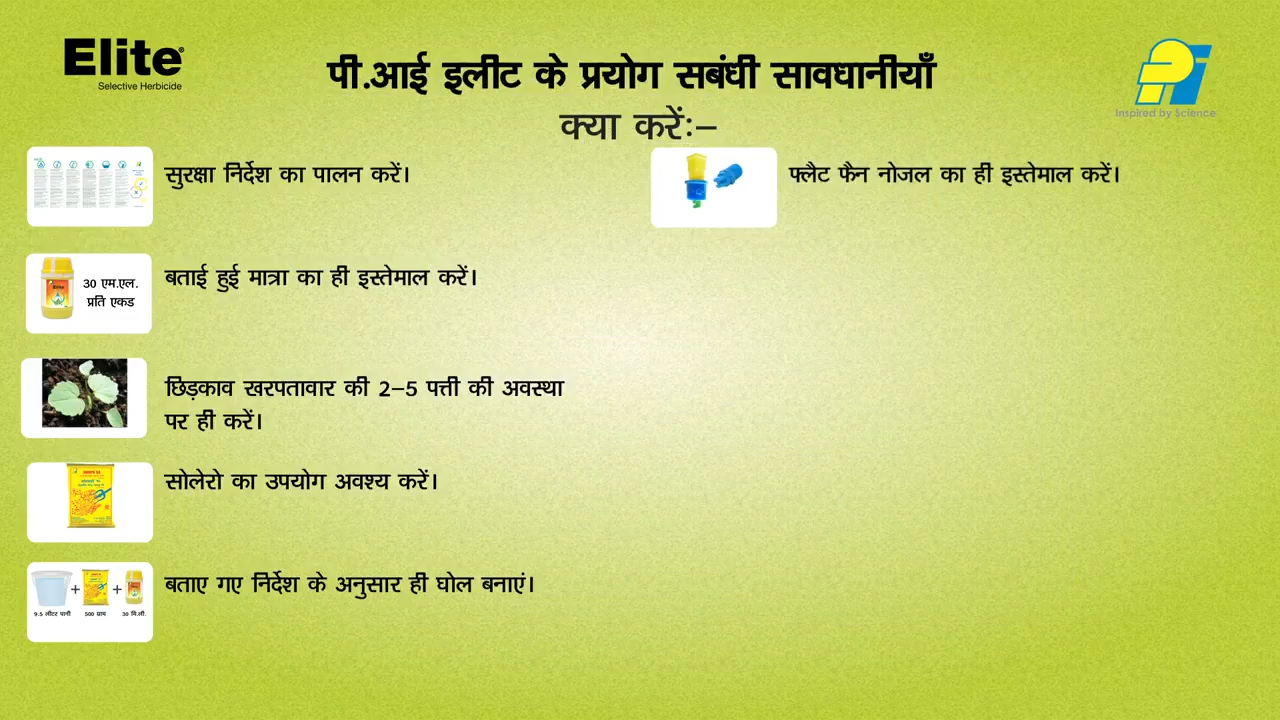 Elite®
Selective Herbicide
पी.आई इलीट के प्रयोग सबंधी सावधानीयाँ
क्या करें:–
Inspired by Science
सुरक्षा निर्देश का पालन करें।
फ्लैट फैन नोजल का ही इस्तेमाल करें।
30 एम.एल.
प्रति एकड
बताई हुई मात्रा का ही इस्तेमाल करें।
छिड़काव खरपतावार की 2–5 पत्ती की अवस्था
पर ही करें।
सोलेरो का उपयोग अवश्य करें।
बताए गए निर्देश के अनुसार ही घोल बनाएं।
+ +
9.5 लीटर पानी 500 ग्राम 30 मि.ली.